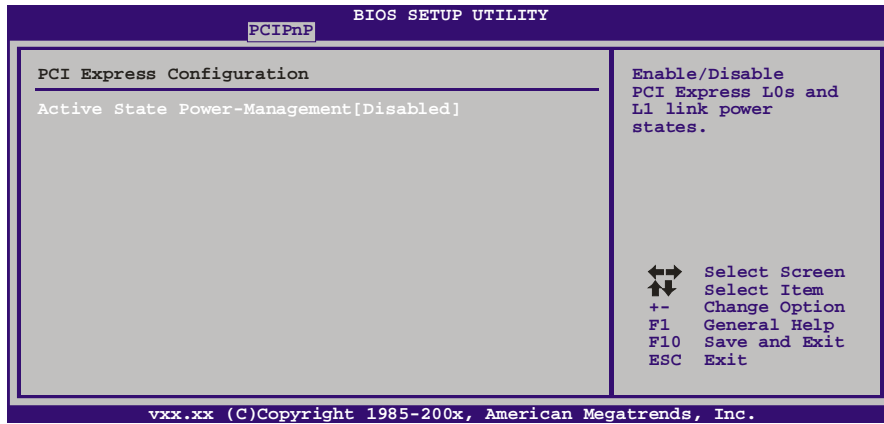 BIOS SETUP UTILITY
PCIPnP
PCI Express Configuration
Active State Power-Management[Disabled]
Enable/Disable
PCI Express L0s and
L1 link power
states.
Select Screen
Select Item
+- Change Option
F1 General Help
F10 Save and Exit
ESC Exit
vxx.xx (C)Copyright 1985-200x, American Megatrends, Inc.